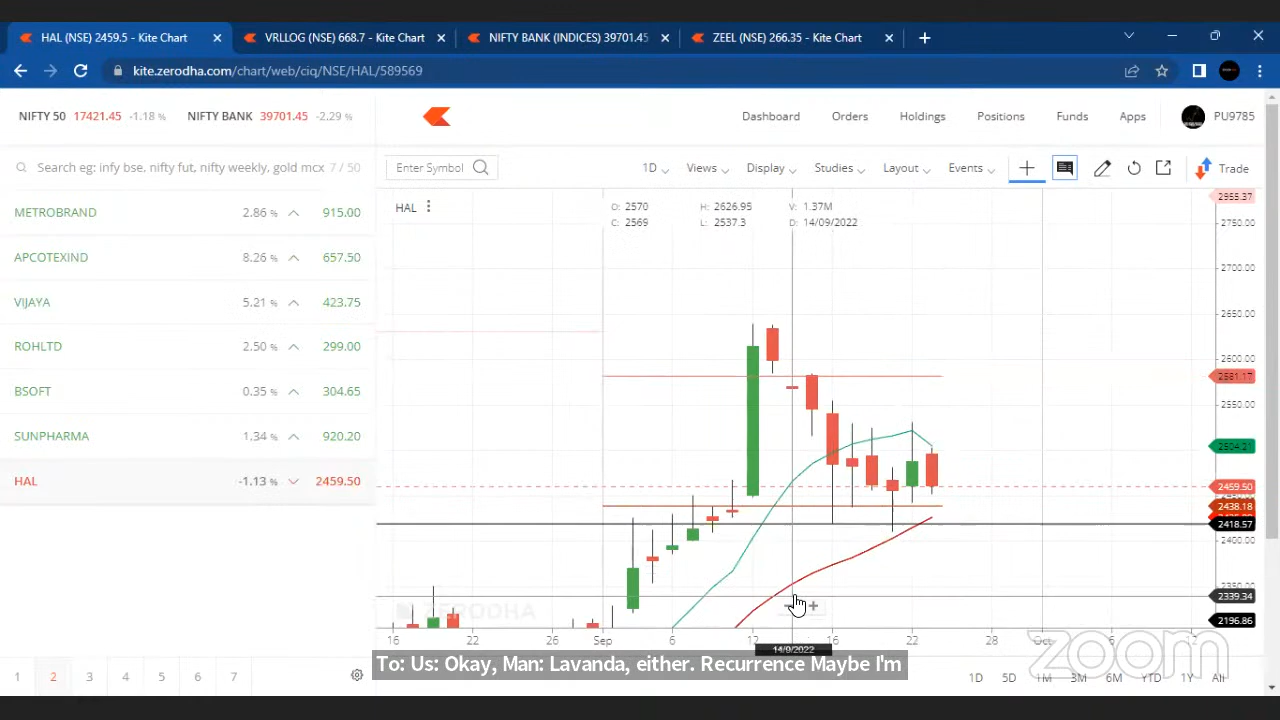 HAL (NSE) 2459.5 - Kite Chart VRLLOG (NSE) 668.7 - Kite Chart NIFTY BANK (INDICES) 39701.45 ZEEL (NSE) 266.35 - Kite Chart
kite.zerodha.com/chart/web/ciq/NSE/HAL/589569
NIFTY 50 17421.45 -1.18 % NIFTY BANK 39701.45 -2.29 % Dashboard Orders Holdings Positions Funds Apps PU9785
Search eg: infy bse, nifty fut, nifty weekly, gold mcx 7 / 50 Enter Symbol 1D Views Display Studies Layout Events Trade
HAL O: 2570 H: 2626.95 V: 1.37M
C: 2569 L: 2537.3 D: 14/09/2022
METROBRAND 2.86 % 915.00
APCOTEXIND 8.26 % 657.50
VIJAYA 5.21 % 423.75
ROHLTD 2.50 % 299.00
BSOFT 0.35 % 304.65
SUNPHARMA 1.34 % 920.20
HAL -1.13 % 2459.50
2750.00
2700.00
2650.00
2600.00
2581.17
2550.00
2504.21
2459.50
2438.18
2418.57
2400.00
2339.34
2196.86
ZERODHA
16 22 26 Sep 6 12 16 22 28 Oct 6 12 16
14/9/2022
zoom
To: Us: Okay, Man: Lavanda, either. Recurrence Maybe I'm
1 2 3 4 5 6 7 1D 5D 1M 3M 6M YTD 1Y All